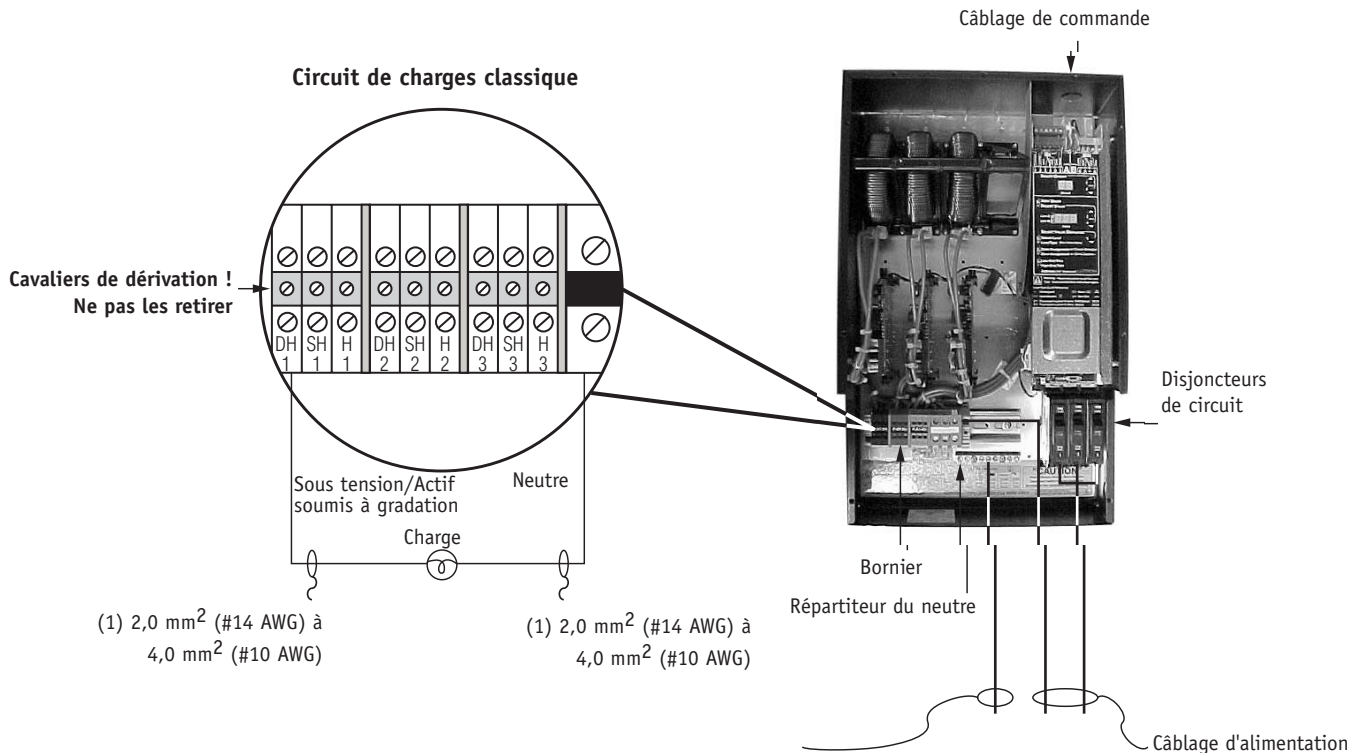 Câblage de commande
Circuit de charges classique
Cavaliers de dérivation !
Ne pas les retirer
DH SH H DH SH H DH SH H
1 1 1 2 2 2 3 3 3
Sous tension/Actif
soumis à gradation
Neutre
Charge
(1) 2,0 mm² (#14 AWG) à
4,0 mm² (#10 AWG)
(1) 2,0 mm² (#14 AWG) à
4,0 mm² (#10 AWG)
Disjoncteurs
de circuit
CAUTION
Bornier
Répartiteur du neutre
Câblage d'alimentation